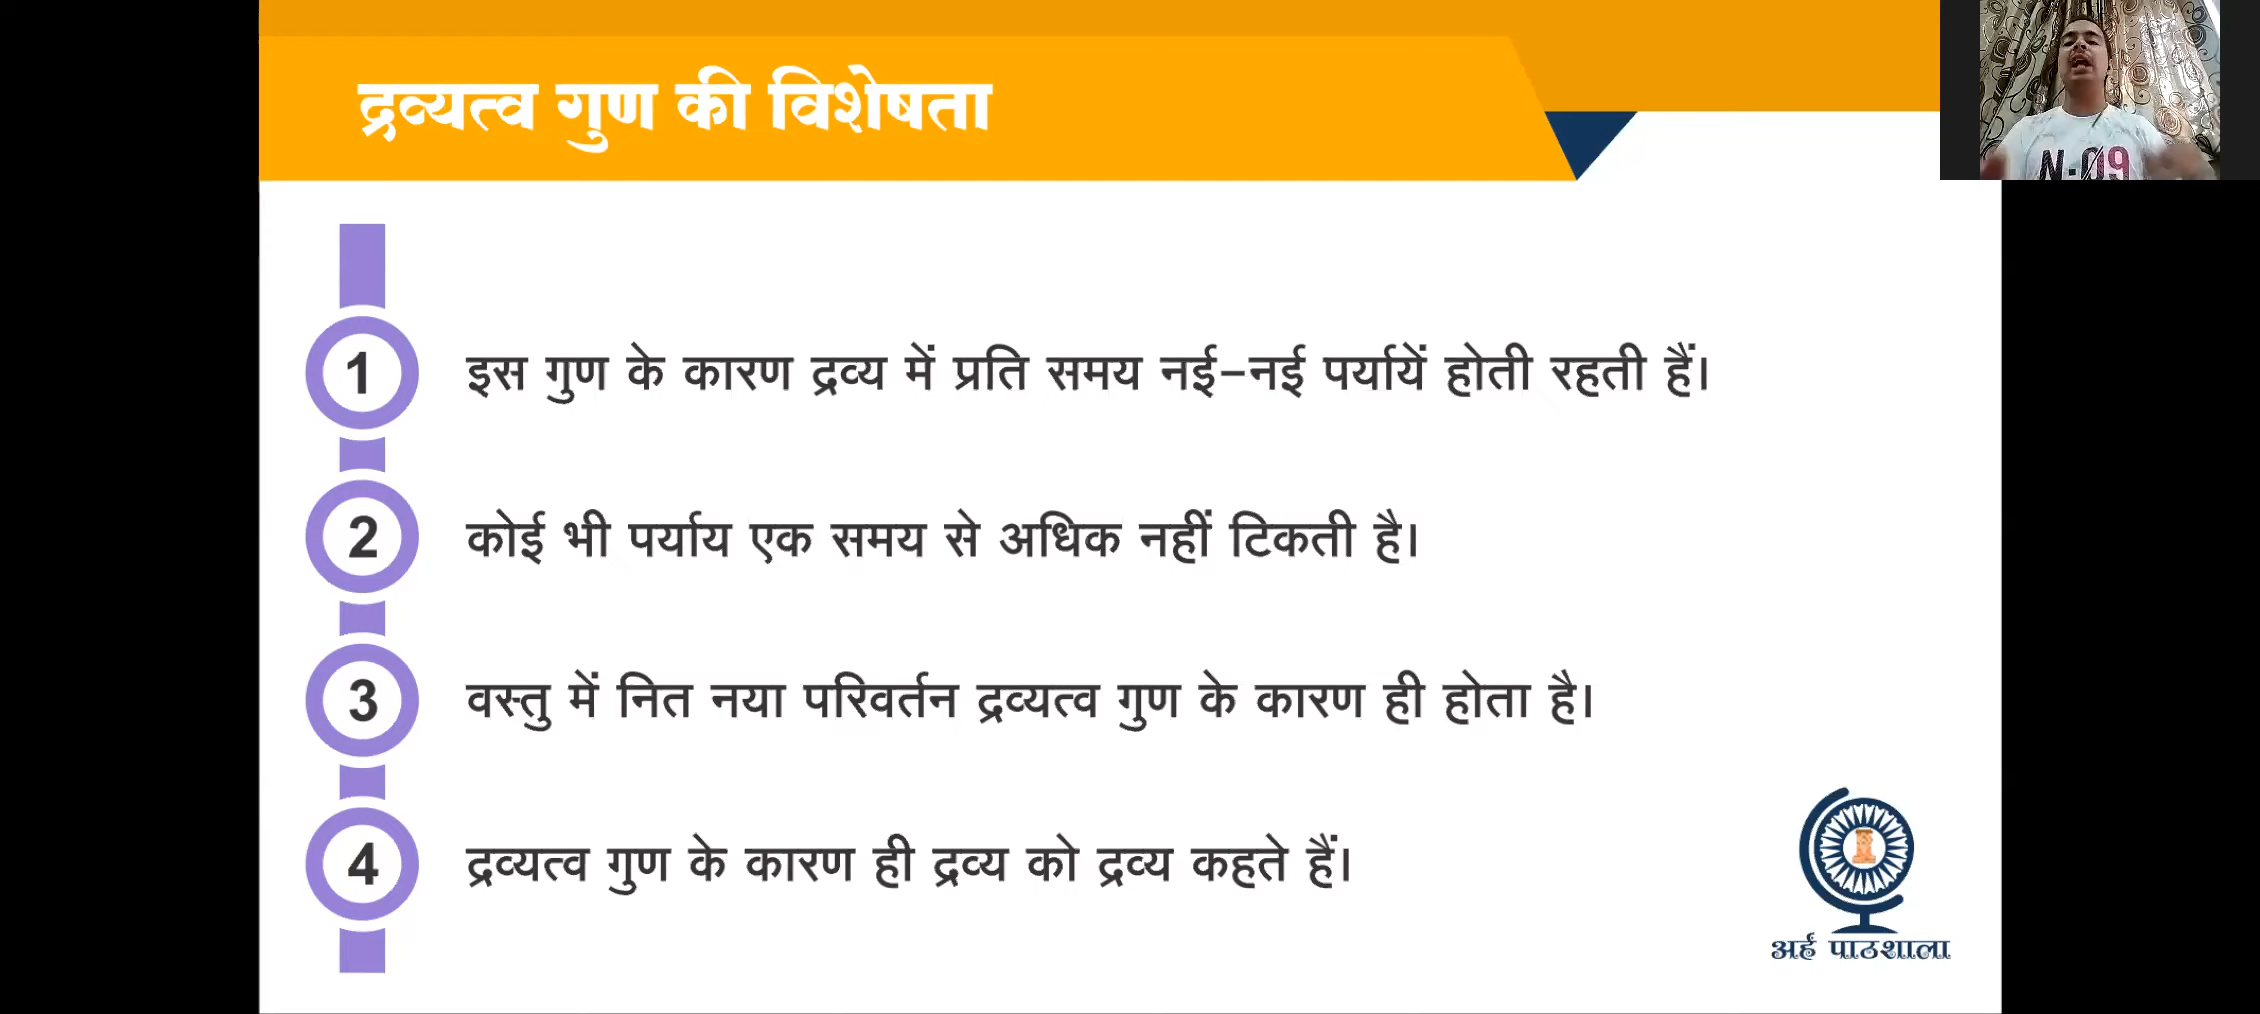 द्रव्यत्व गुण की विशेषता
N-09
1 इस गुण के कारण द्रव्य में प्रति समय नई-नई पर्यायें होती रहती हैं।
2 कोई भी पर्याय एक समय से अधिक नहीं टिकती है।
3 वस्तु में नित नया परिवर्तन द्रव्यत्व गुण के कारण ही होता है।
4 द्रव्यत्व गुण के कारण ही द्रव्य को द्रव्य कहते हैं।
अर्हं पाठशाला